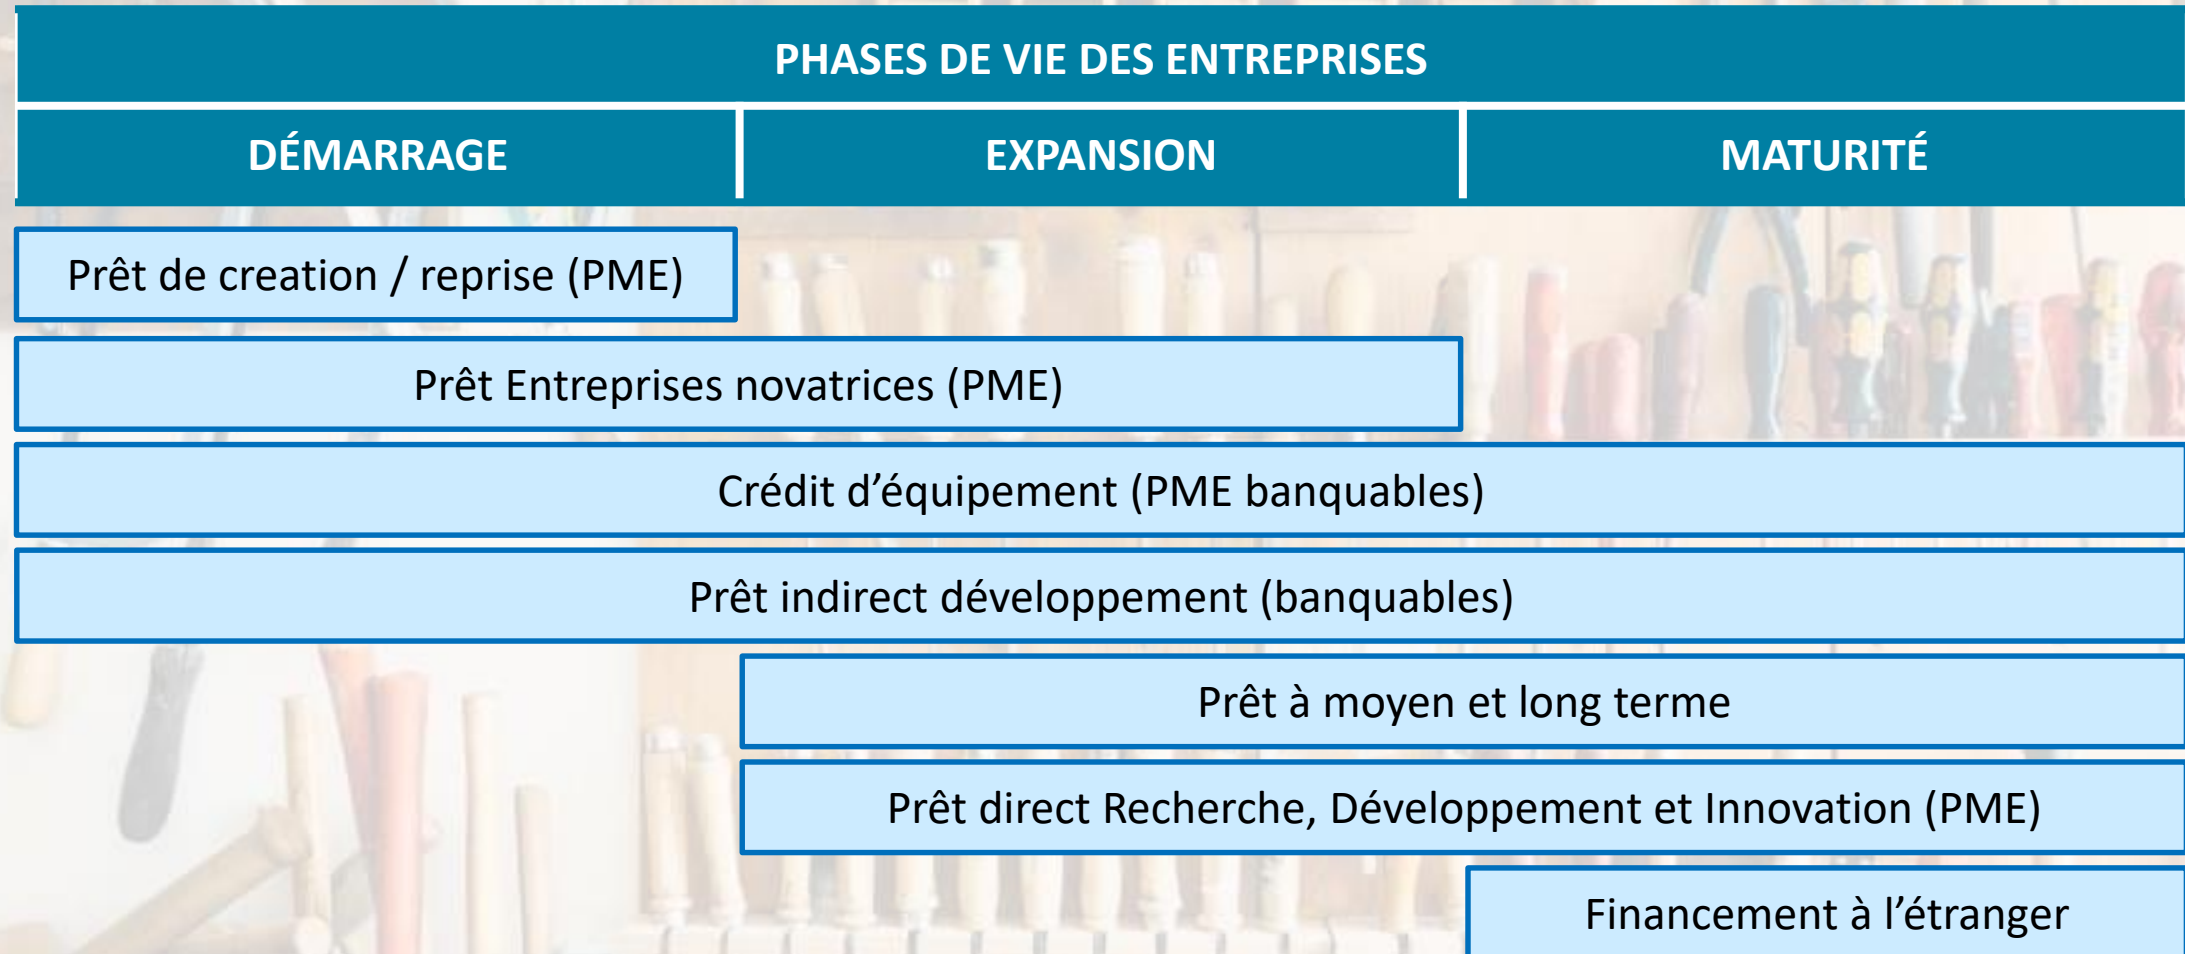 PHASES DE VIE DES ENTREPRISES
DÉMARRAGE
EXPANSION
MATURITÉ
Prêt de creation / reprise (PME)
Prêt Entreprises novatrices (PME)
Crédit d’équipement (PME banquables)
Prêt indirect développement (banquables)
Prêt à moyen et long terme
Prêt direct Recherche, Développement et Innovation (PME)
Financement à l’étranger